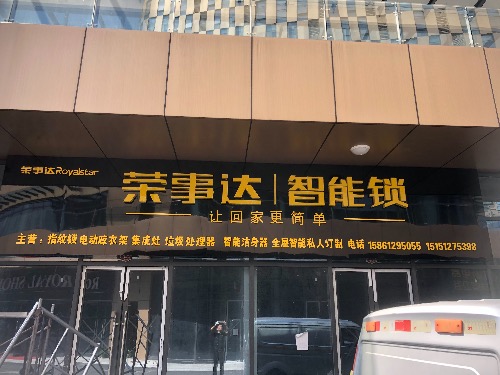 荣事达Royalstar
荣事达|智能锁
让回家更简单
主营：指纹锁 电动晾衣架 集成灶 垃圾处理器 智能洁身器 全屋智能私人订制 电话 15861295055 15151275398
ROYAL SHOE